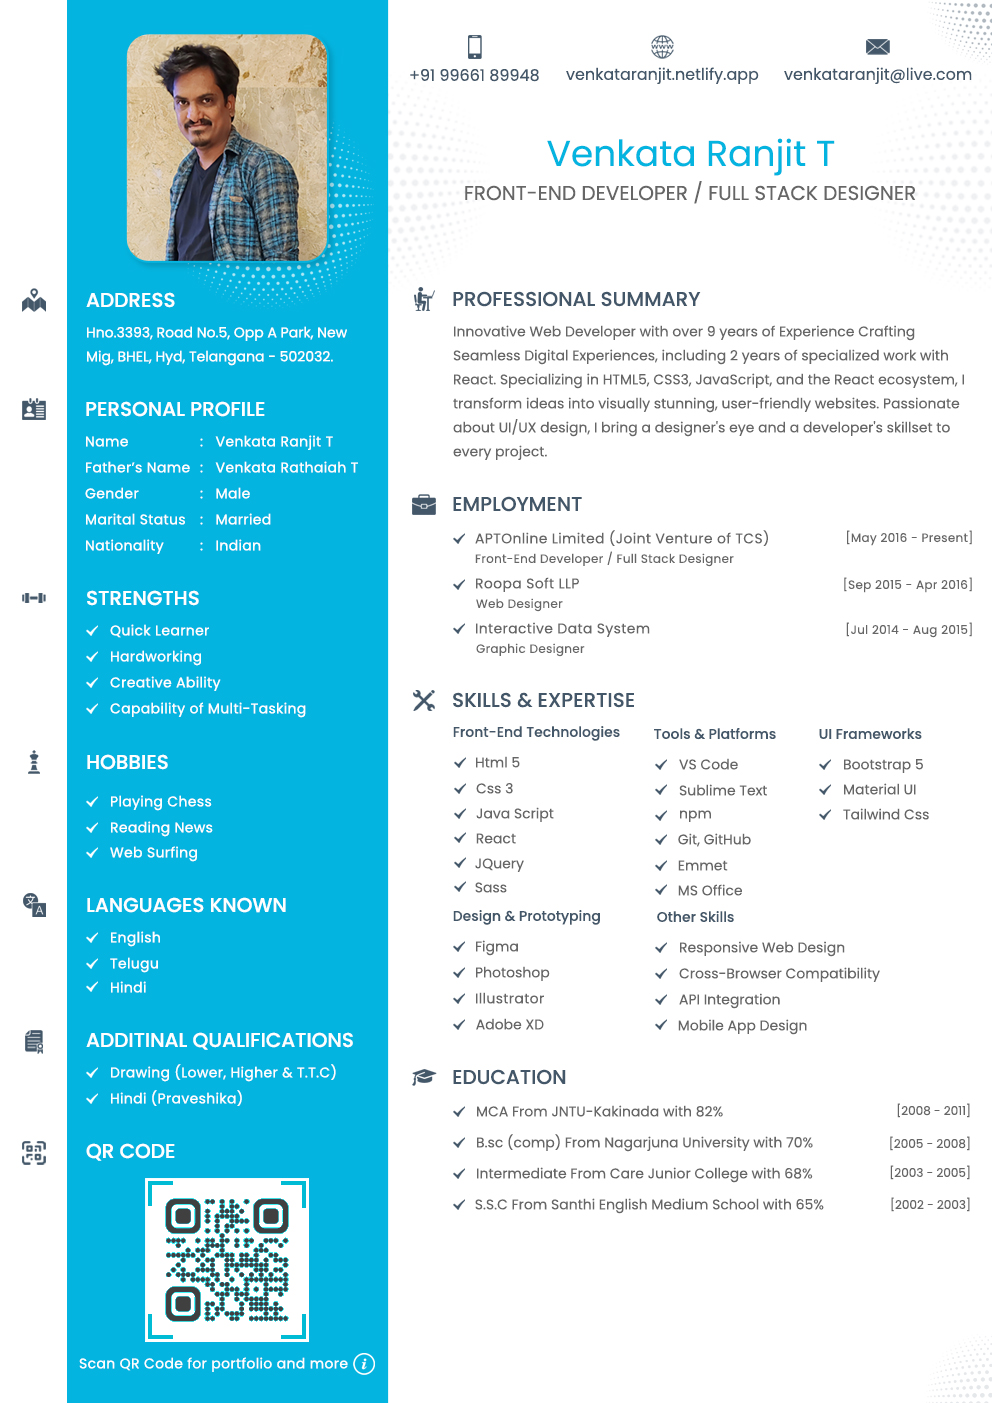 +91 99661 89948
venkataranjit.netlify.app
venkataranjit@live.com
Venkata Ranjit T
FRONT-END DEVELOPER / FULL STACK DESIGNER
ADDRESS
Hno.3393, Road No.5, Opp A Park, New
Mig, BHEL, Hyd, Telangana - 502032.
PERSONAL PROFILE
Name : Venkata Ranjit T
Father's Name : Venkata Rathaiah T
Gender : Male
Marital Status : Married
Nationality : Indian
STRENGTHS
Quick Learner
Hardworking
Creative Ability
Capability of Multi-Tasking
HOBBIES
Playing Chess
Reading News
Web Surfing
LANGUAGES KNOWN
English
Telugu
Hindi
ADDITINAL QUALIFICATIONS
Drawing (Lower, Higher & T.T.C)
Hindi (Praveshika)
QR CODE
Scan QR Code for portfolio and more i
PROFESSIONAL SUMMARY
Innovative Web Developer with over 9 years of Experience Crafting
Seamless Digital Experiences, including 2 years of specialized work with
React. Specializing in HTML5, CSS3, JavaScript, and the React ecosystem, I
transform ideas into visually stunning, user-friendly websites. Passionate
about UI/UX design, I bring a designer's eye and a developer's skillset to
every project.
EMPLOYMENT
APTOnline Limited (Joint Venture of TCS) [May 2016 - Present]
Front-End Developer / Full Stack Designer
Roopa Soft LLP [Sep 2015 - Apr 2016]
Web Designer
Interactive Data System [Jul 2014 - Aug 2015]
Graphic Designer
SKILLS & EXPERTISE
Front-End Technologies
Html 5
Css 3
Java Script
React
JQuery
Sass
Tools & Platforms
VS Code
Sublime Text
npm
Git, GitHub
Emmet
MS Office
UI Frameworks
Bootstrap 5
Material UI
Tailwind Css
Design & Prototyping
Figma
Photoshop
Illustrator
Adobe XD
Other Skills
Responsive Web Design
Cross-Browser Compatibility
API Integration
Mobile App Design
EDUCATION
MCA From JNTU-Kakinada with 82% [2008 - 2011]
B.sc (comp) From Nagarjuna University with 70% [2005 - 2008]
Intermediate From Care Junior College with 68% [2003 - 2005]
S.S.C From Santhi English Medium School with 65% [2002 - 2003]